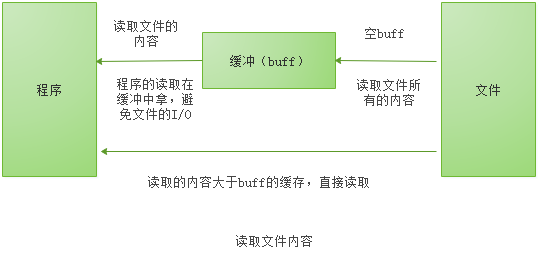 读取文件的
内容
空buff
缓冲（buff）
程序
程序的读取在
缓冲中拿，避
免文件的I/O
读取文件所
有的内容
文件
读取的内容大于buff的缓存，直接读取
读取文件内容